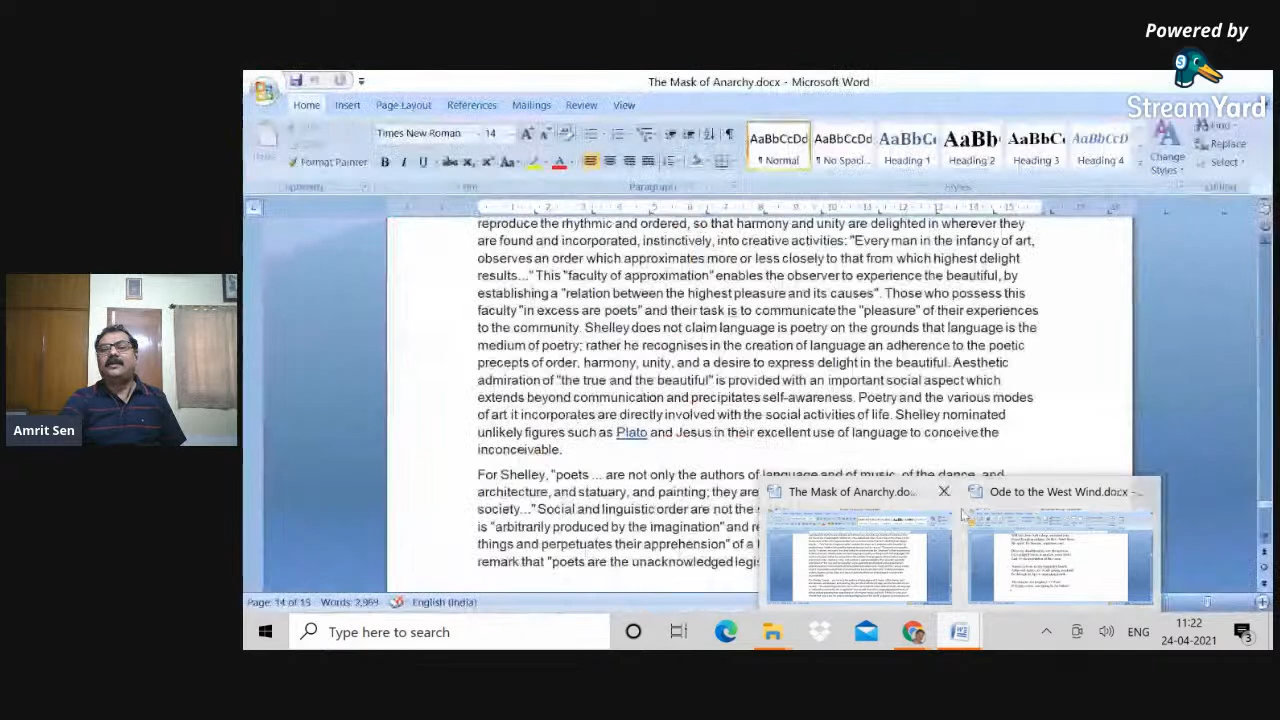 Powered by
StreamYard
The Mask of Anarchy.docx - Microsoft Word
Home Insert Page Layout References Mailings Review View
Times New Roman 14
Format Painter
AaBbCcDd AaBbCcDd AaBbC AaBb AaBbC AaBbCcD
¶ Normal ¶ No Spaci... Heading 1 Heading 2 Heading 3 Heading 4
Change Styles
Find
Replace
Select
Paragraph Styles Editing
reproduce the rhythmic and ordered, so that harmony and unity are delighted in wherever they
are found and incorporated, instinctively, into creative activities: "Every man in the infancy of art,
observes an order which approximates more or less closely to that from which highest delight
results..." This "faculty of approximation" enables the observer to experience the beautiful, by
establishing a "relation between the highest pleasure and its causes". Those who possess this
faculty "in excess are poets" and their task is to communicate the "pleasure" of their experiences
to the community. Shelley does not claim language is poetry on the grounds that language is the
medium of poetry; rather he recognises in the creation of language an adherence to the poetic
precepts of order, harmony, unity, and a desire to express delight in the beautiful. Aesthetic
admiration of "the true and the beautiful" is provided with an important social aspect which
extends beyond communication and precipitates self-awareness. Poetry and the various modes
of art it incorporates are directly involved with the social activities of life. Shelley nominated
unlikely figures such as Plato and Jesus in their excellent use of language to conceive the
inconceivable.
For Shelley, "poets ... are not only the authors of language and of music, of the dance, and
architecture, and statuary, and painting; they are
society..." Social and linguistic order are not the
is "arbitrarily produced by the imagination" and
things and perpetuates their apprehension" of a
remark that "poets are the unacknowledged
The Mask of Anarchy.do...
Ode to the West Wind.docx -
Amrit Sen
Page: 14 of 15 Words: 2,969 English (India)
Type here to search
ENG
11:22
24-04-2021
3